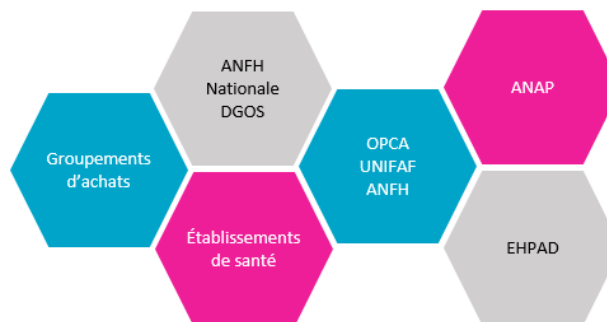 ANFH
Nationale
DGOS
ANAP
Groupements
d’achats
OPCA
UNIFAF
ANFH
Établissements
de santé
EHPAD